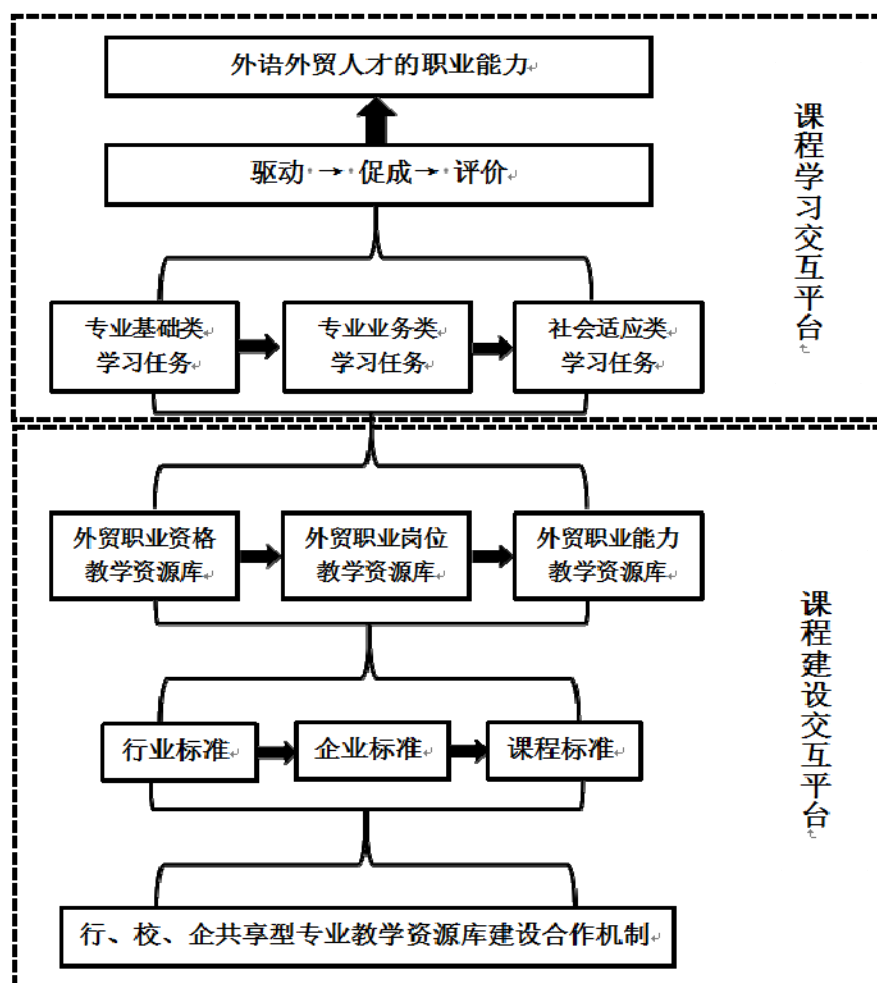 外语外贸人才的职业能力
驱动 → 促成→ 评价
专业基础类
学习任务
专业业务类
学习任务
社会适应类
学习任务
课程学习交互平台
外贸职业资格
教学资源库
外贸职业岗位
教学资源库
外贸职业能力
教学资源库
行业标准
企业标准
课程标准
行、校、企共享型专业教学资源库建设合作机制
课程建设交互平台